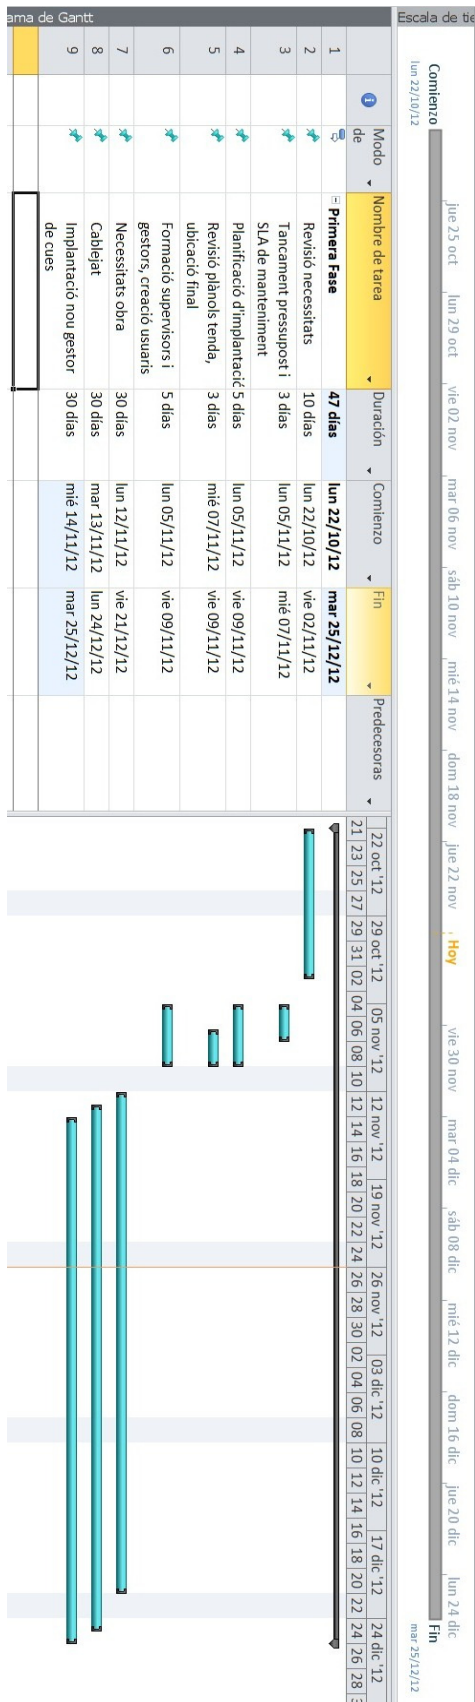 Escala de tie
Comienzo
lun 22/10/12
jue 25 oct
lun 29 oct
vie 02 nov
mar 06 nov
sáb 10 nov
mié 14 nov
dom 18 nov
jue 22 nov
Hoy
vie 30 nov
mar 04 dic
sáb 08 dic
mié 12 dic
dom 16 dic
jue 20 dic
lun 24 dic
Fin
mar 25/12/12
ama de Gantt
Modo de
Nombre de tarea
Duración
Comienzo
Fin
Predecesoras
22 oct '12 29 oct '12 05 nov '12 12 nov '12 19 nov '12 26 nov '12 03 dic '12 10 dic '12 17 dic '12 24 dic '12
21 23 25 27 29 31 02 04 06 08 10 12 14 16 18 20 22 24 26 28 30 02 04 06 08 10 12 14 16 18 20 22 24 26 28
1 Primera Fase 47 días lun 22/10/12 mar 25/12/12
2 Revisió necessitats 10 días lun 22/10/12 vie 02/11/12
3 Tancament pressupost i 3 días lun 05/11/12 mié 07/11/12
SLA de manteniment
4 Planificació d'implantació 5 días lun 05/11/12 vie 09/11/12
5 Revisió plànols tenda, 3 días mié 07/11/12 vie 09/11/12
ubicació final
6 Formació supervisors i 5 días lun 05/11/12 vie 09/11/12
gestors, creació usuaris
7 Necessitats obra 30 días lun 12/11/12 vie 21/12/12
8 Cablejat 30 días mar 13/11/12 lun 24/12/12
9 Implantació nou gestor 30 días mié 14/11/12 mar 25/12/12
de cues